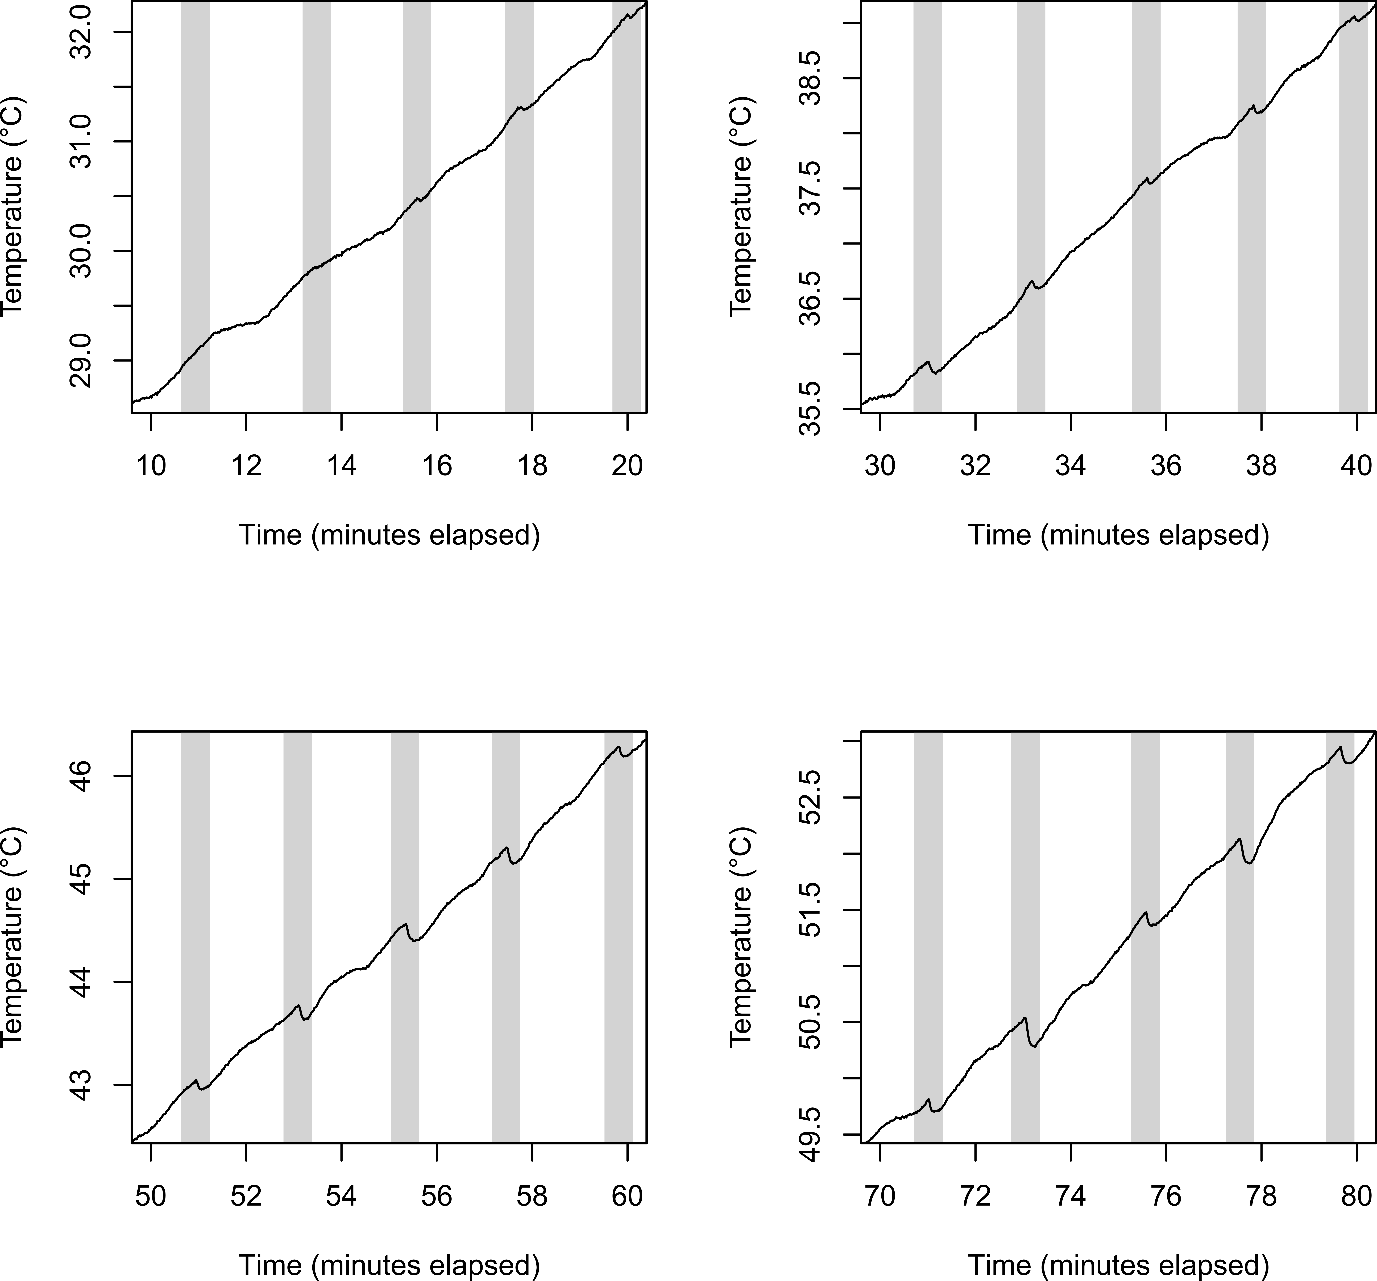 Temperature (°C)
32.0
31.0
30.0
29.0
10 12 14 16 18 20
Time (minutes elapsed)
Temperature (°C)
38.5
37.5
36.5
35.5
30 32 34 36 38 40
Time (minutes elapsed)
Temperature (°C)
46
45
44
43
50 52 54 56 58 60
Time (minutes elapsed)
Temperature (°C)
52.5
51.5
50.5
49.5
70 72 74 76 78 80
Time (minutes elapsed)